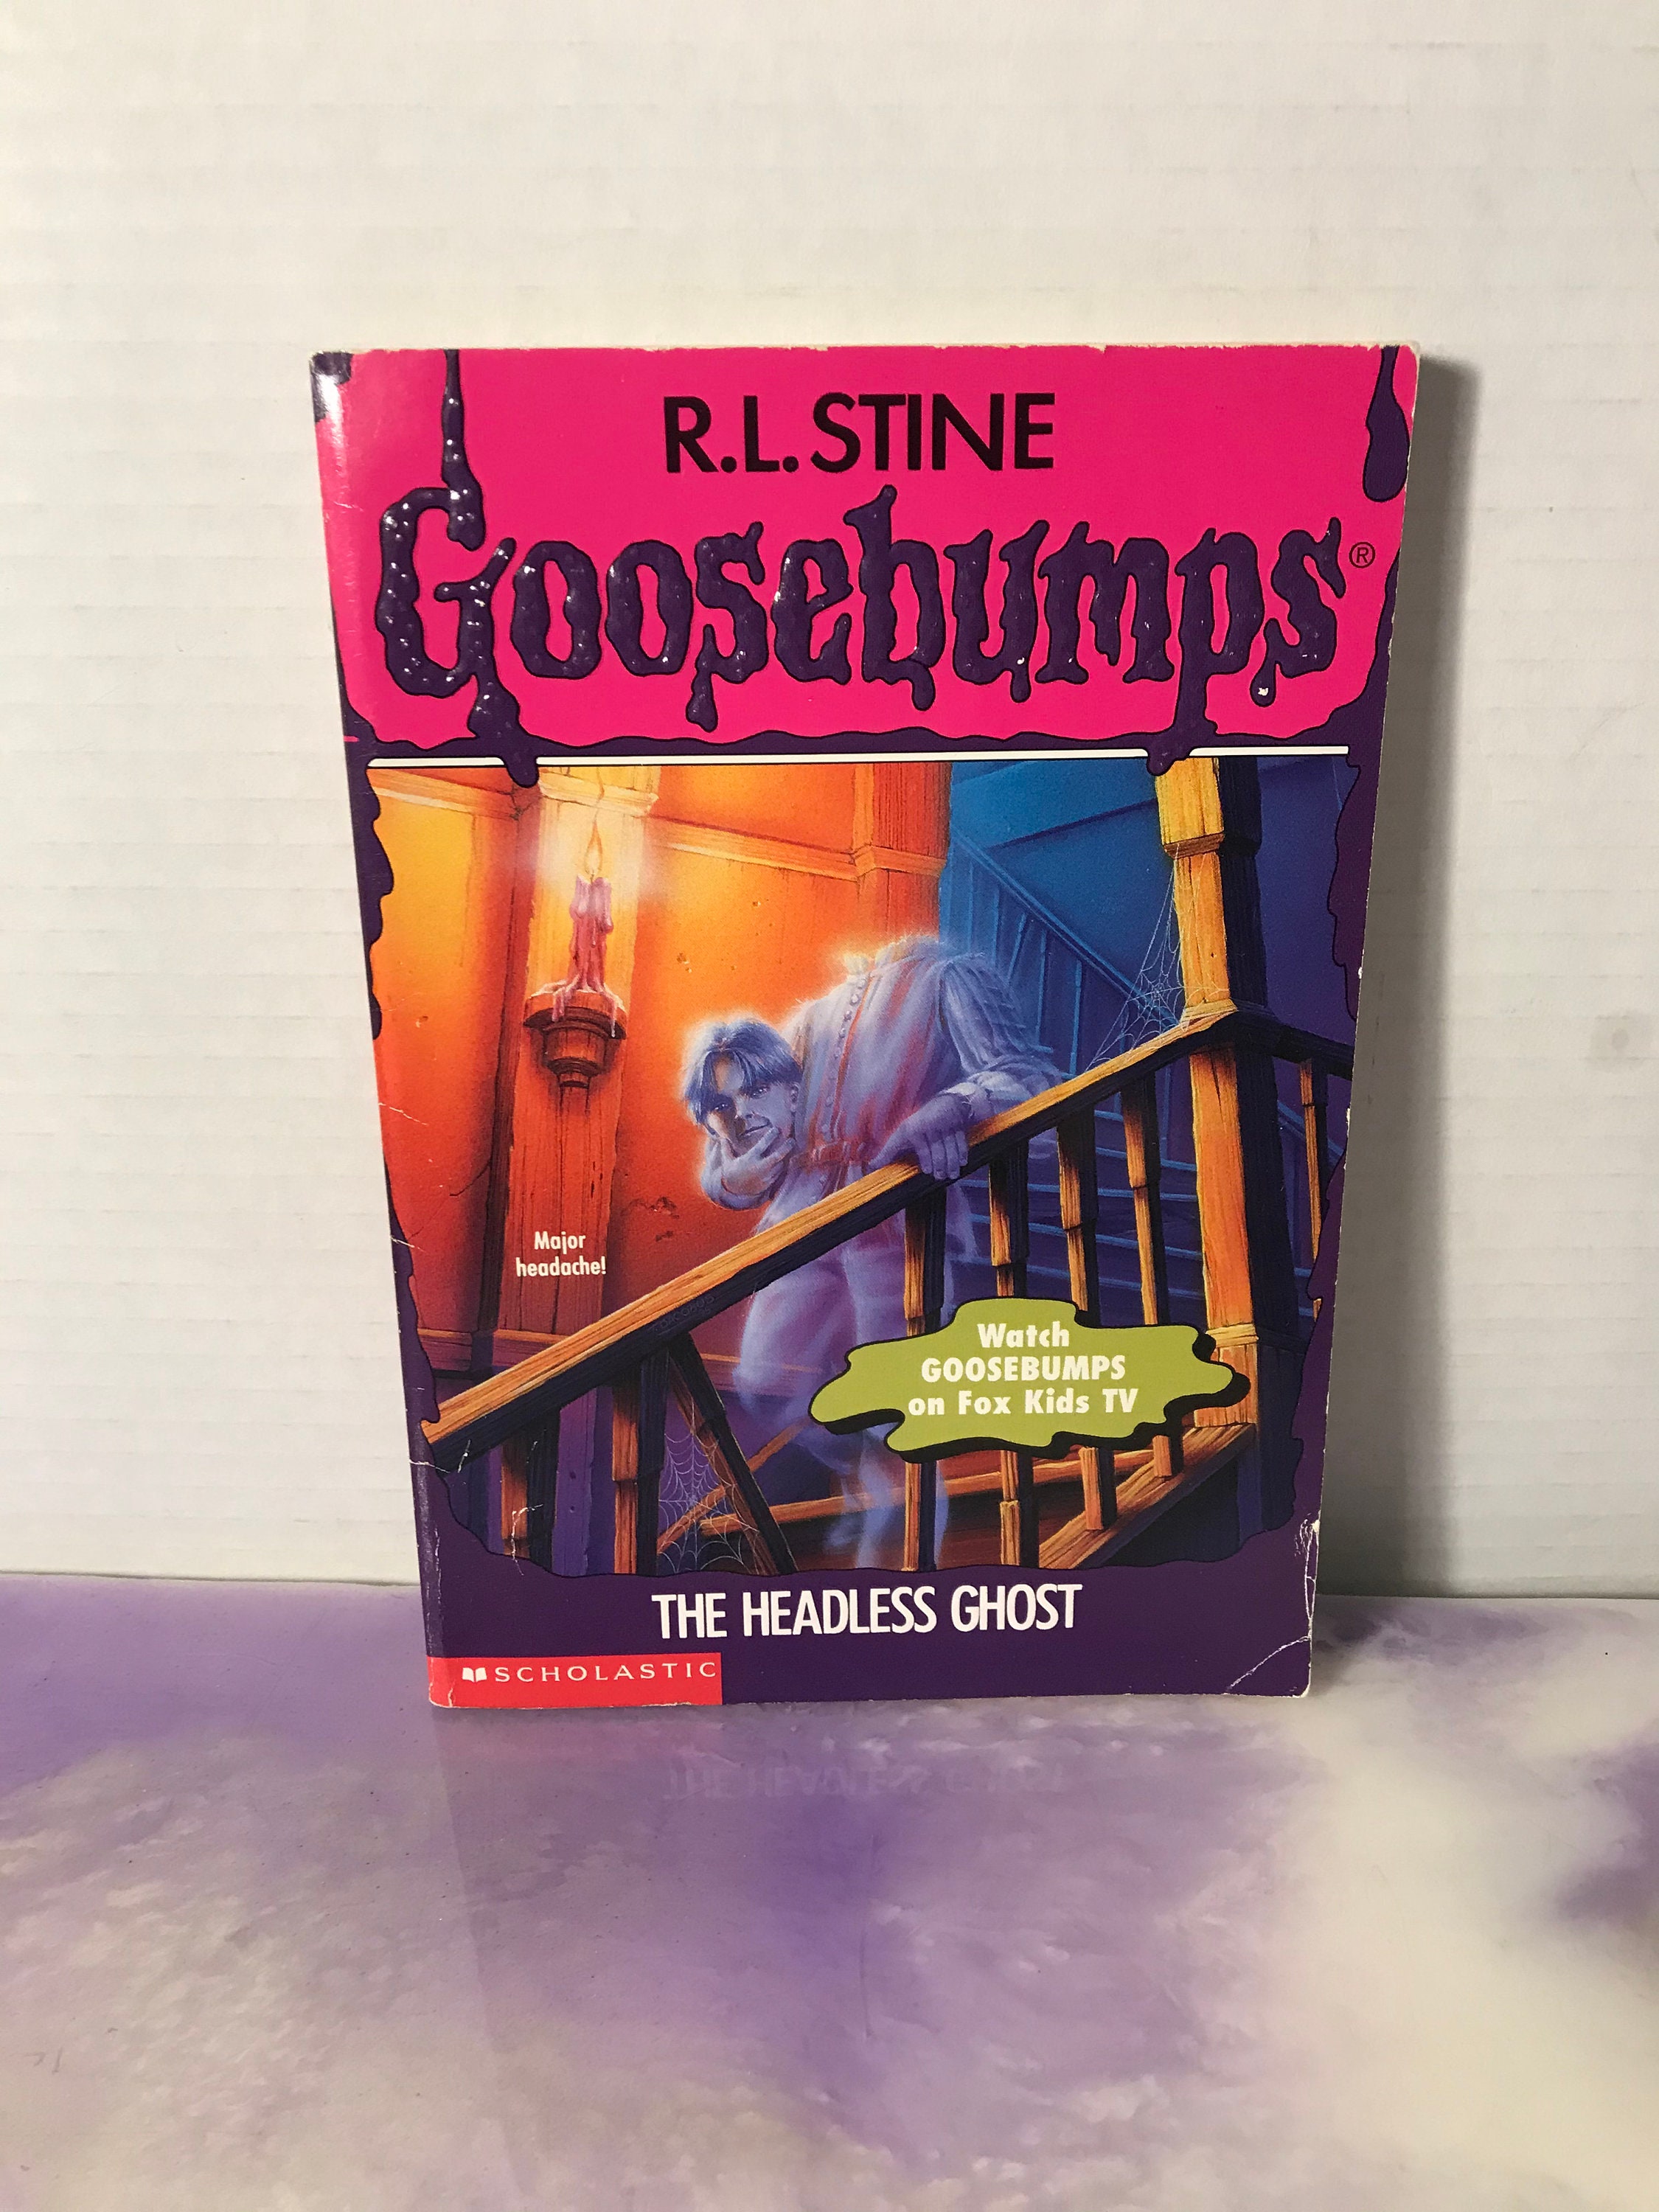 R.L. STINE
Goosebumps®
Major
headache!
Watch
GOOSEBUMPS
on Fox Kids TV
THE HEADLESS GHOST
SCHOLASTIC